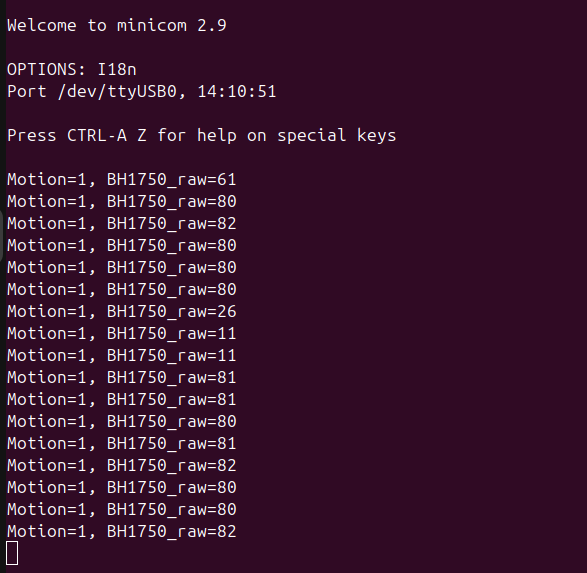 Welcome to minicom 2.9
OPTIONS: I18n
Port /dev/ttyUSB0, 14:10:51
Press CTRL-A Z for help on special keys
Motion=1, BH1750_raw=61
Motion=1, BH1750_raw=80
Motion=1, BH1750_raw=82
Motion=1, BH1750_raw=80
Motion=1, BH1750_raw=80
Motion=1, BH1750_raw=80
Motion=1, BH1750_raw=26
Motion=1, BH1750_raw=11
Motion=1, BH1750_raw=11
Motion=1, BH1750_raw=81
Motion=1, BH1750_raw=81
Motion=1, BH1750_raw=80
Motion=1, BH1750_raw=81
Motion=1, BH1750_raw=82
Motion=1, BH1750_raw=80
Motion=1, BH1750_raw=80
Motion=1, BH1750_raw=82